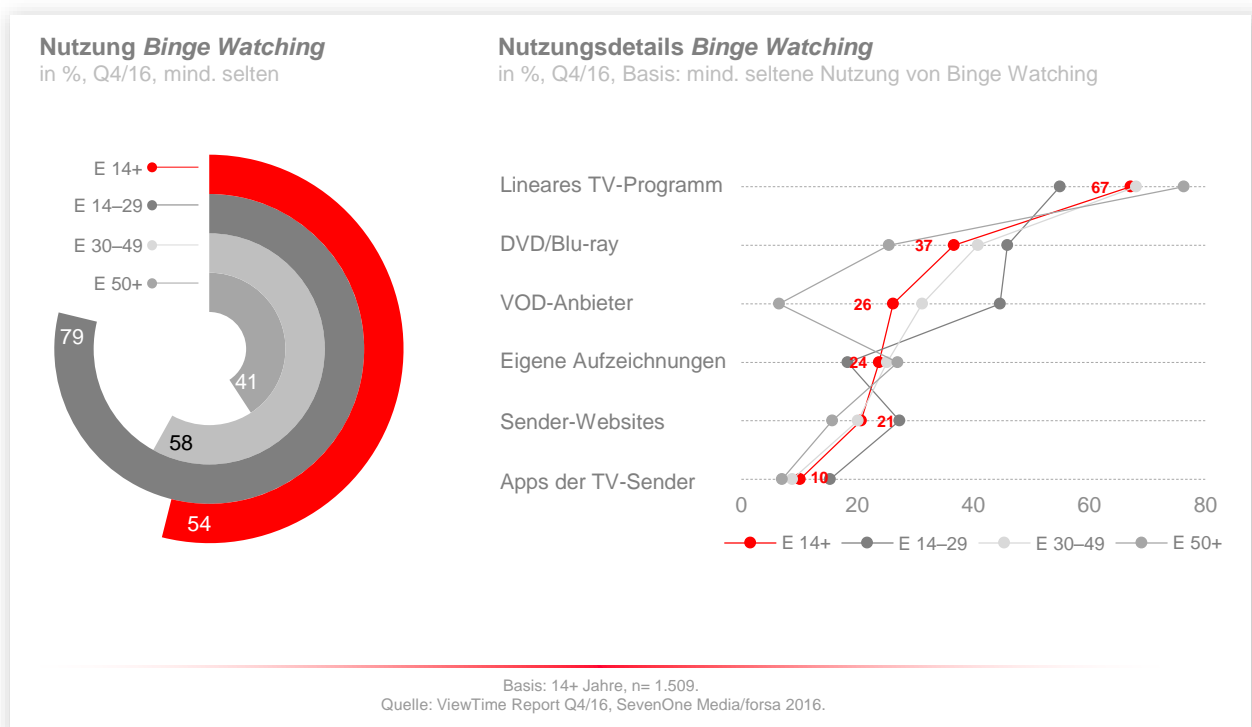 Nutzung Binge Watching
in %, Q4/16, mind. selten
E 14+
E 14–29
E 30–49
E 50+
79
41
58
54
Nutzungsdetails Binge Watching
in %, Q4/16, Basis: mind. seltene Nutzung von Binge Watching
Lineares TV-Programm
67
DVD/Blu-ray
37
VOD-Anbieter
26
Eigene Aufzeichnungen
24
Sender-Websites
21
Apps der TV-Sender
10
0 20 40 60 80
E 14+ E 14–29 E 30–49 E 50+
Basis: 14+ Jahre, n= 1.509.
Quelle: ViewTime Report Q4/16, SevenOne Media/forsa 2016.